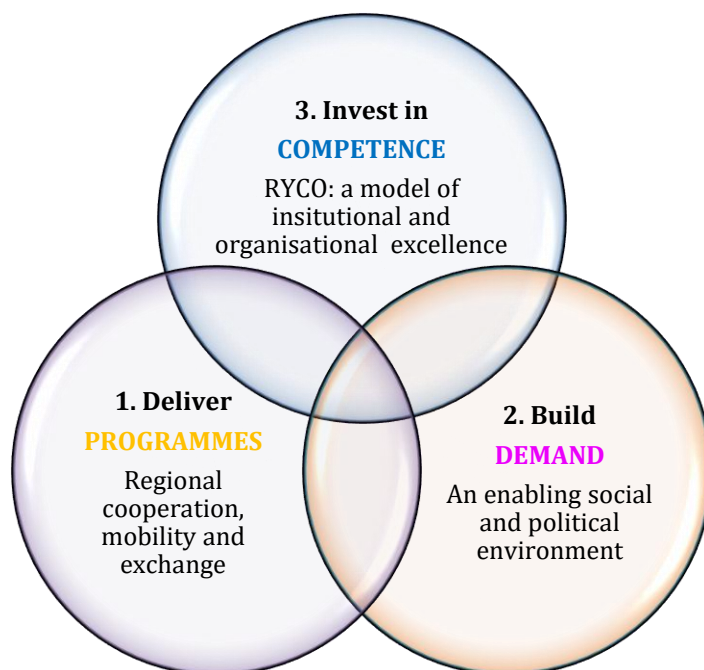 3. Invest in
COMPETENCE
RYCO: a model of
insitutional and
organisational excellence
1. Deliver
PROGRAMMES
Regional
cooperation,
mobility and
exchange
2. Build
DEMAND
An enabling social
and political
environment